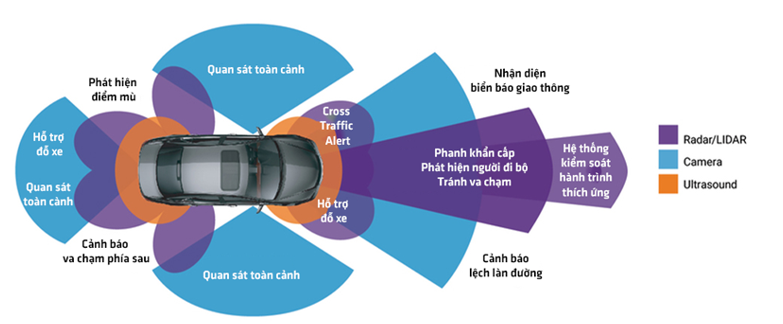 Quan sát toàn cảnh
Phát hiện
điểm mù
Nhận diện
biển báo giao thông
Cross
Traffic
Alert
Hỗ trợ
đỗ xe
Quan sát
toàn cảnh
Phanh khẩn cấp
Phát hiện người đi bộ
Tránh va chạm
Hệ thống
kiểm soát
hành trình
thích ứng
Radar/LIDAR
Camera
Ultrasound
Hỗ trợ
đỗ xe
Cảnh báo
va chạm phía sau
Quan sát toàn cảnh
Cảnh báo
lệch làn đường